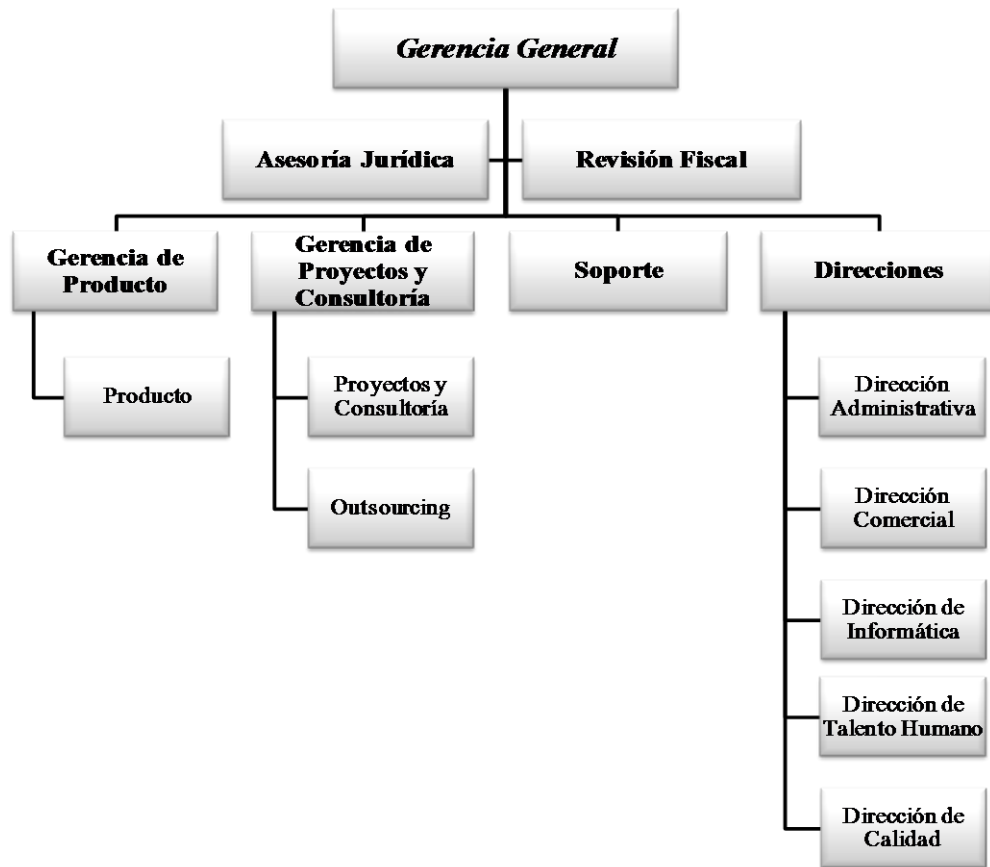 Gerencia General
Asesoría Jurídica
Revisión Fiscal
Gerencia de
Producto
Gerencia de
Proyectos y
Consultoría
Soporte
Direcciones
Producto
Proyectos y
Consultoría
Outsourcing
Dirección
Administrativa
Dirección
Comercial
Dirección de
Informática
Dirección de
Talento Humano
Dirección de
Calidad